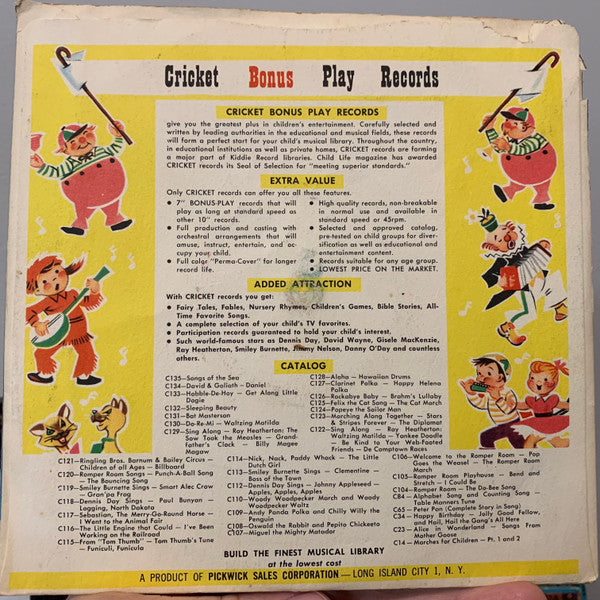 Cricket Bonus Play Records
CRICKET BONUS PLAY RECORDS
give you the greatest plus in children's entertainment. Carefully selected and
written by leading authorities in the educational and musical fields, these records
will form a perfect start for your child's musical library. Throughout the country,
in educational institutions as well as private homes, CRICKET records are forming
a major part of Kiddie Record libraries. Child Life magazine has awarded
CRICKET records its Seal of Selection for "meeting superior standards."
EXTRA VALUE
Only CRICKET records can offer you all these features.
• 7" BONUS-PLAY records that will
play as long at standard speed as
other 10" records.
• Full production and casting with
orchestral arrangements that will
amuse, instruct, entertain, and oc-
cupy your child.
• Full color "Perma-Cover" for longer
record life.
• High quality records, non-breakable
in normal use and available in
standard speed or 45rpm.
• Selected and approved catalog,
pre-tested on child groups for diver-
sification as well as educational and
entertainment content.
• Records suitable for any age group.
• LOWEST PRICE ON THE MARKET.
ADDED ATTRACTION
With CRICKET records you get:
• Fairy Tales, Fables, Nursery Rhymes, Children's Games, Bible Stories, All-
Time Favorite Songs.
• A complete selection of your child's TV favorites.
• Participation records guaranteed to hold your child's interest.
• Such world-famous stars as Dennis Day, David Wayne, Gisele MacKenzie,
Ray Heatherton, Smiley Burnette, Jimmy Nelson, Danny O'Day and countless
others.
CATALOG
C135—Songs of the Sea
C134—David & Goliath - Daniel
C133—Hobble-De-Hoy - Get Along Little
Dogie
C132—Sleeping Beauty
C131—Bat Masterson
C130—Do-Re-Mi - Waltzing Matilda
C129—Sing Along - Ray Heatherton: The
Saw Took the Measles - Grand-
Father's Clock - Billy Magee
Magaw
C128—Aloha - Hawaiian Drums
C127—Clarinet Polka - Happy Helena
Polka
C126—Rockabye Baby - Brahm's Lullaby
C125—Felix the Cat Song - The Cat March
C124—Popeye the Sailor Man
C123—Marching Along Together - Stars
& Stripes Forever - The Diplomat
C122—Sing Along - Ray Heatherton:
Waltzing Matilda - Yankee Doodle
- Be Kind to Your Web-Footed
Friends - De Camptown Races
C121—Ringling Bros. Barnum & Bailey Circus -
Children of all Ages - Billboard
C120—Romper Room Songs - Punch-A-Ball Song -
The Bouncing Song
C119—Smiley Burnette Sings - Smart Alec Crow
- Gran'pa Frog
C118—Dennis Day Sings - Paul Bunyan -
Logging, North Dakota
C117—Sebastian, The Merry-Go-Round Horse -
I Went to the Animal Fair
C116—The Little Engine that Could - I've Been
Working on the Railroad
C115—From "Tom Thumb" - Tom Thumb's Tune
- Funiculi, Funicula
C114—Nick, Nack, Paddy Whack - The Little
Dutch Girl
C113—Smiley Burnette Sings - Clementine -
Boss of the Town
C112—Dennis Day Sings - Johnny Appleseed -
Apples, Apples, Apples
C110—Woody Woodpecker March and Woody
Woodpecker Waltz
C109—Andy Panda Polka and Chilly Willy the
Penguin
C108—Oswald the Rabbit and Pepito Chickeeto
C107—Miguel the Mighty Matador
C106—Welcome to the Romper Room - Pop
Goes the Weasel - The Romper Room
March
C105—Romper Room Playhouse - Bend and
Stretch - I Could Be
C104—Romper Room - The Do-Bee Song
C84—Alphabet Song and Counting Song -
Table Manners Tune
C65—Peter Pan (Complete Story in Song)
C34—Happy Birthday - Jolly Good Fellow,
and Hail, Hail the Gang's All Here
C23—Alice in Wonderland - Songs From
Mother Goose
C14—Marches for Children - Pt. 1 and 2
BUILD THE FINEST MUSICAL LIBRARY
at the lowest cost
A PRODUCT OF PICKWICK SALES CORPORATION—LONG ISLAND CITY 1, N. Y.